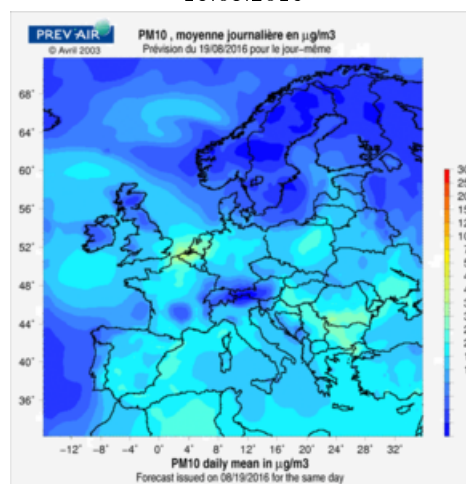 PREV'AIR
© Avril 2003
PM10 , moyenne journalière en µg/m3
Prévision du 19/08/2016 pour le jour-même
68°
64°
60°
56°
52°
48°
44°
40°
36°
-12° -8° -4° 0° 4° 8° 12° 16° 20° 24° 28° 32°
PM10 daily mean in µg/m3
Forecast issued on 08/19/2016 for the same day